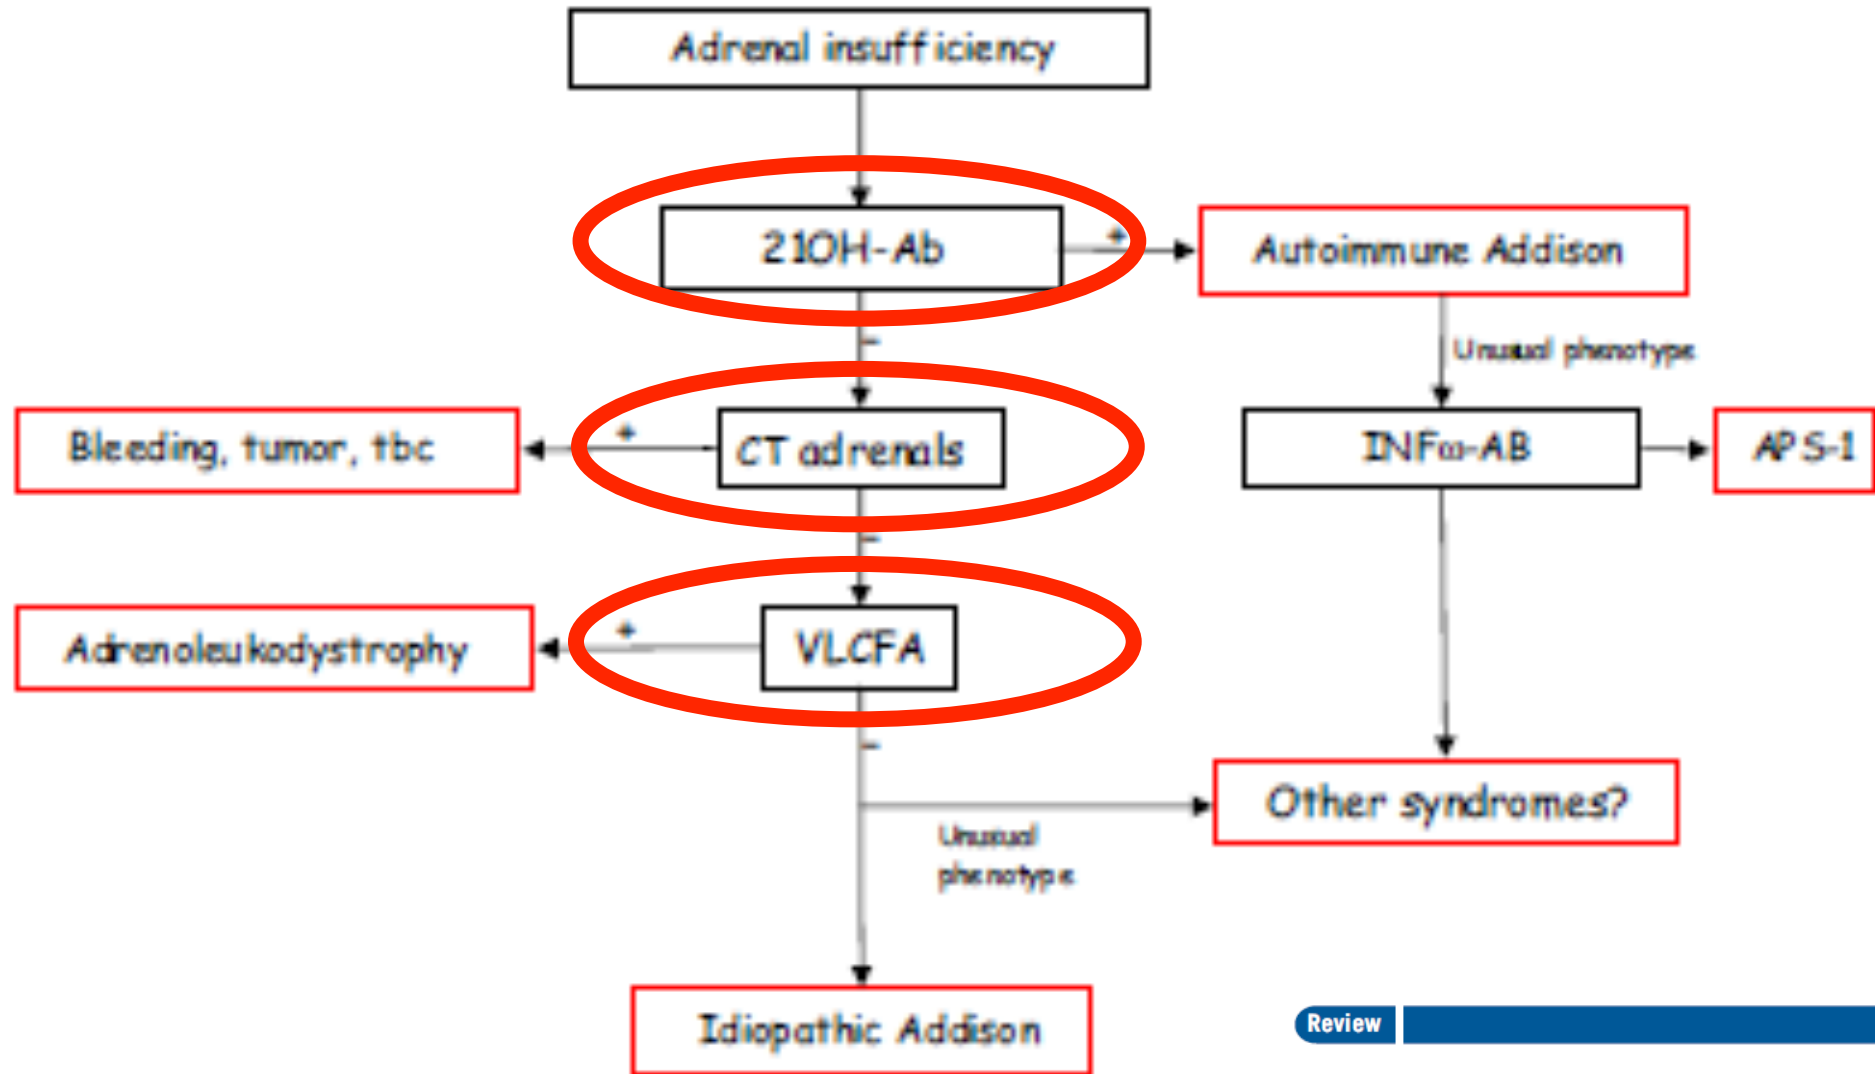 Adrenal insufficiency
21OH-Ab
+
Autoimmune Addison
-
Unusual phenotype
Bleeding, tumor, tbc
+
CT adrenals
INFω-AB
APS-1
-
Adrenoleukodystrophy
+
VLCFA
-
Other syndromes?
Unusual
phenotype
Idiopathic Addison
Review